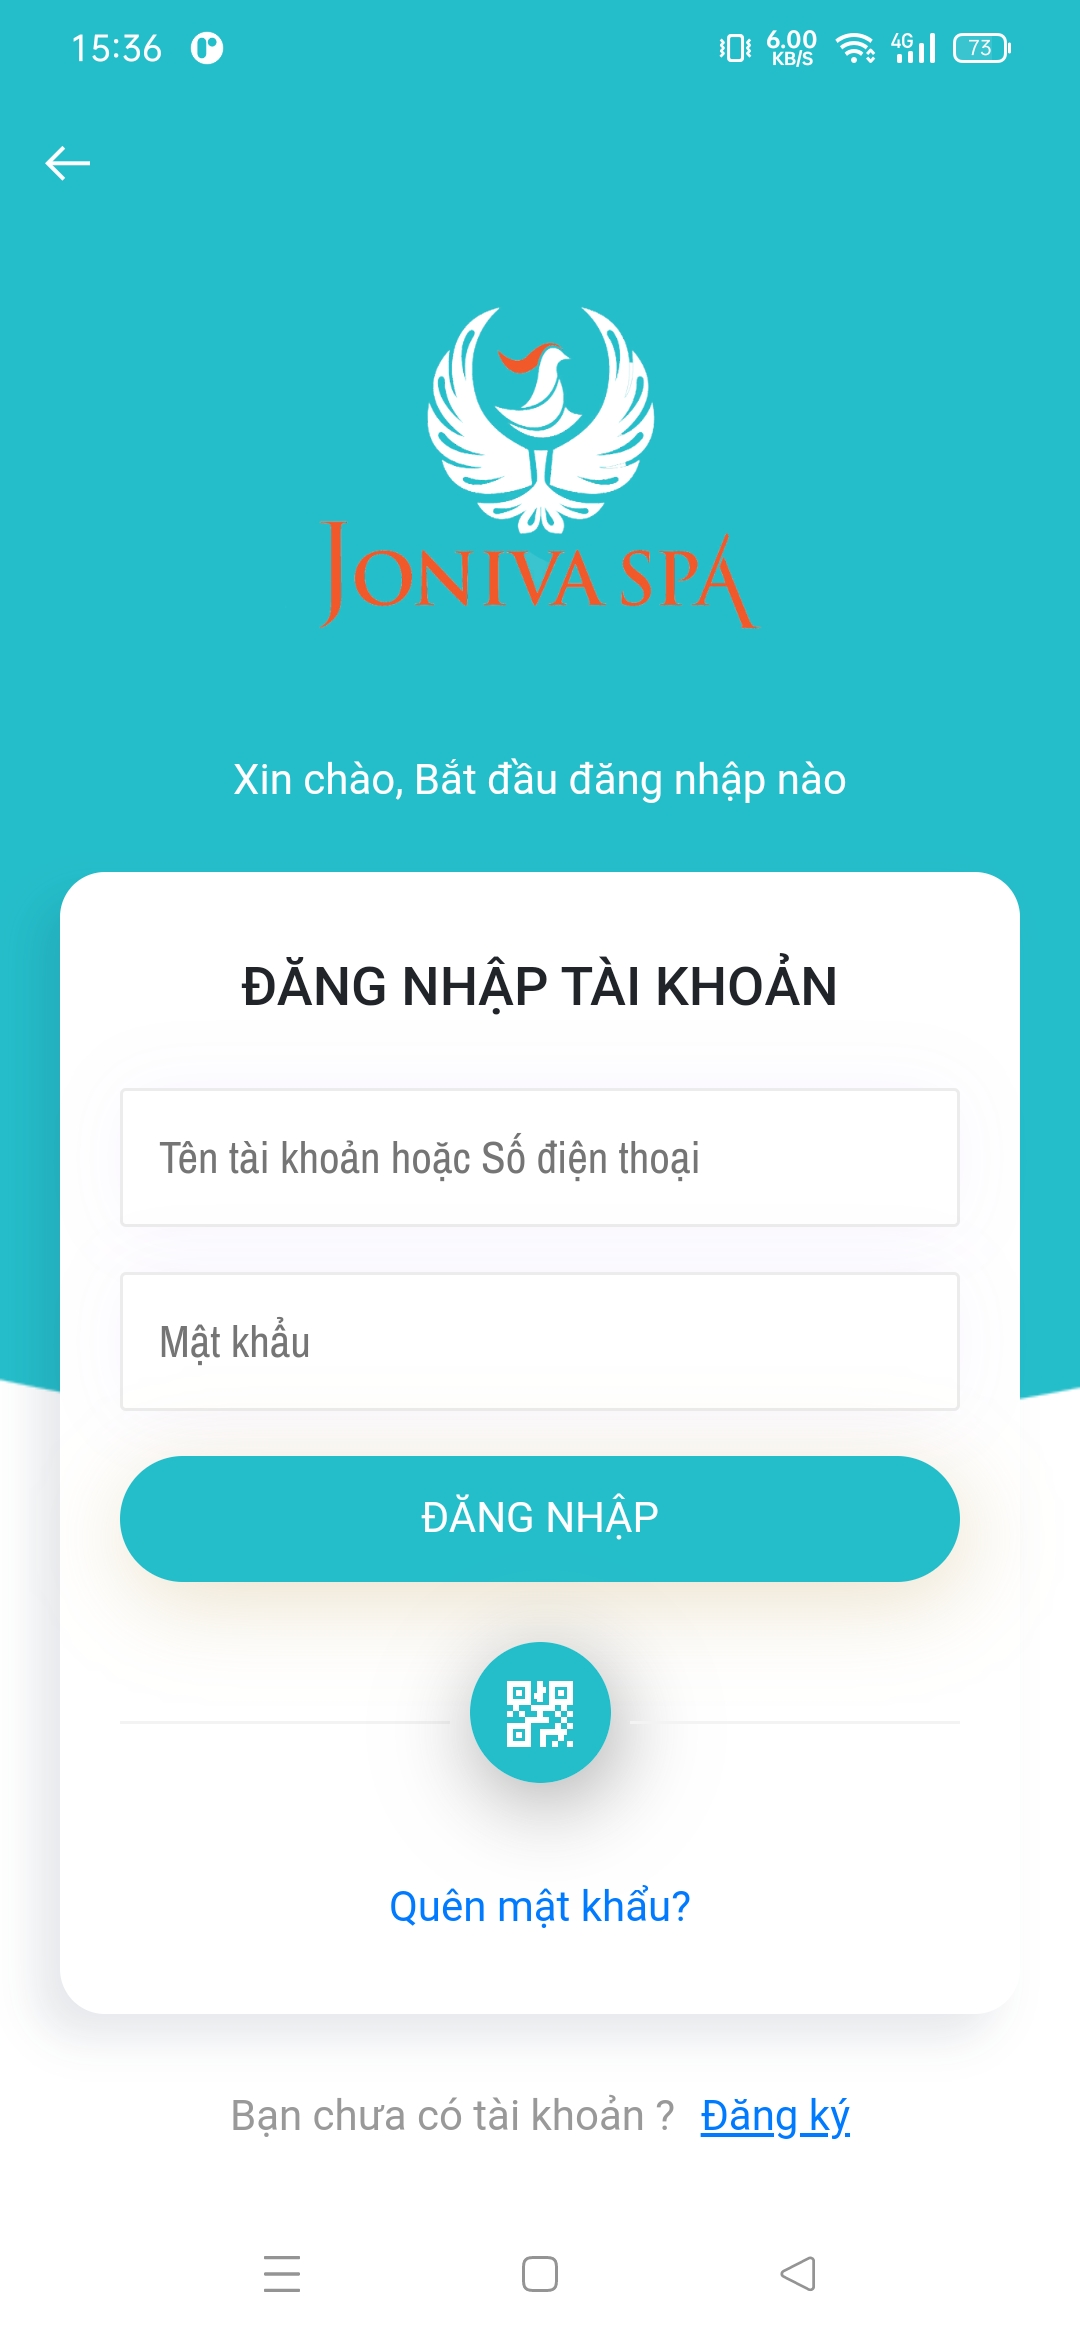 15:36
6.00
KB/S
4G
73
JONIVA SPA
Xin chào, Bắt đầu đăng nhập nào
ĐĂNG NHẬP TÀI KHOẢN
Tên tài khoản hoặc Số điện thoại
Mật khẩu
ĐĂNG NHẬP
Quên mật khẩu?
Bạn chưa có tài khoản ? Đăng ký